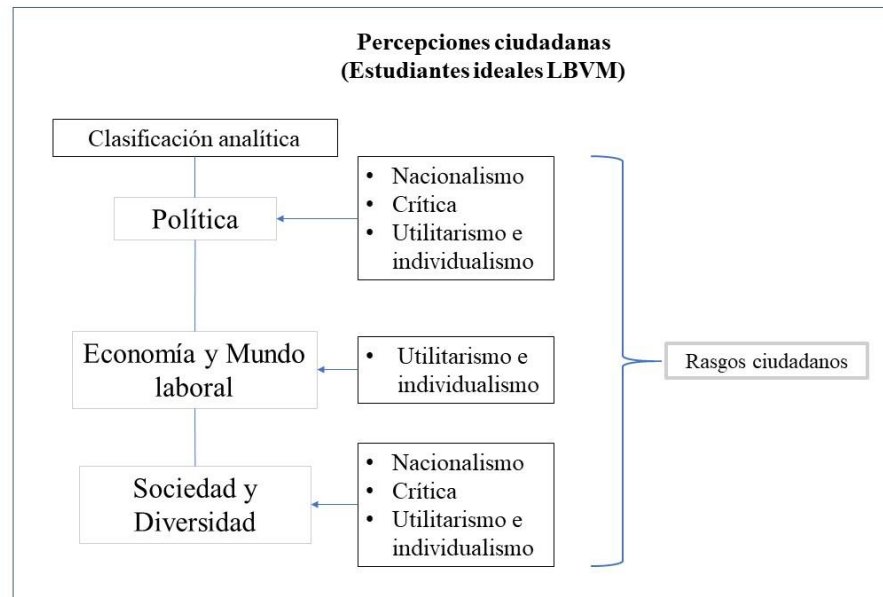 Percepciones ciudadanas
(Estudiantes ideales LBVM)
Clasificación analítica
Política
• Nacionalismo
• Crítica
• Utilitarismo e
individualismo
Economía y Mundo
laboral
• Utilitarismo e
individualismo
Sociedad y
Diversidad
• Nacionalismo
• Crítica
• Utilitarismo e
individualismo
Rasgos ciudadanos